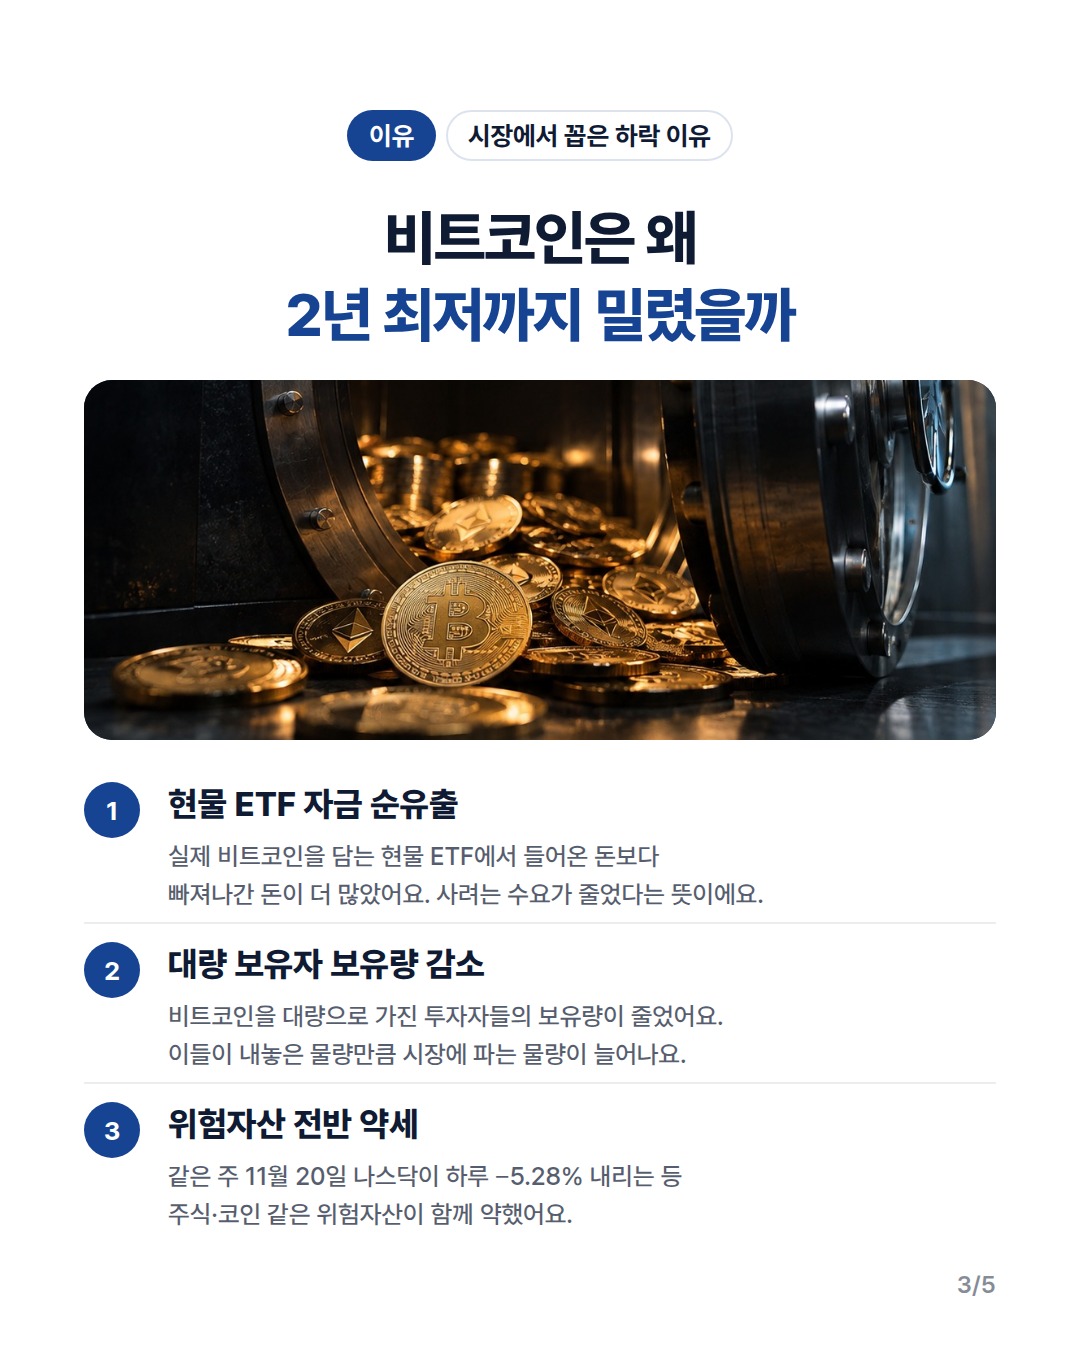 이유
시장에서 꼽은 하락 이유
비트코인은 왜
2년 최저까지 밀렸을까
1
현물 ETF 자금 순유출
실제 비트코인을 담는 현물 ETF에서 들어온 돈보다
빠져나간 돈이 더 많았어요. 사려는 수요가 줄었다는 뜻이에요.
2
대량 보유자 보유량 감소
비트코인을 대량으로 가진 투자자들의 보유량이 줄었어요.
이들이 내놓은 물량만큼 시장에 파는 물량이 늘어나요.
3
위험자산 전반 약세
같은 주 11월 20일 나스닥이 하루 −5.28% 내리는 등
주식·코인 같은 위험자산이 함께 약했어요.
3/5